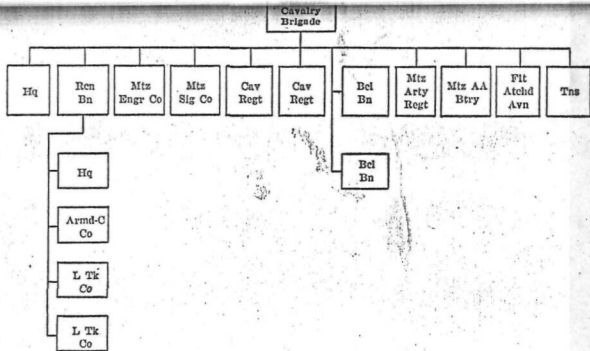 Cavalry
Brigade
Hq
Rcn
Bn
Mtz
Engr Co
Mtz
Sig Co
Cav
Regt
Cav
Regt
Bcl
Bn
Mtz
Arty
Regt
Mtz AA
Btry
Flt
Atchd
Avn
Tns
Hq
Bcl
Bn
Armd-C
Co
L Tk
Co
L Tk
Co